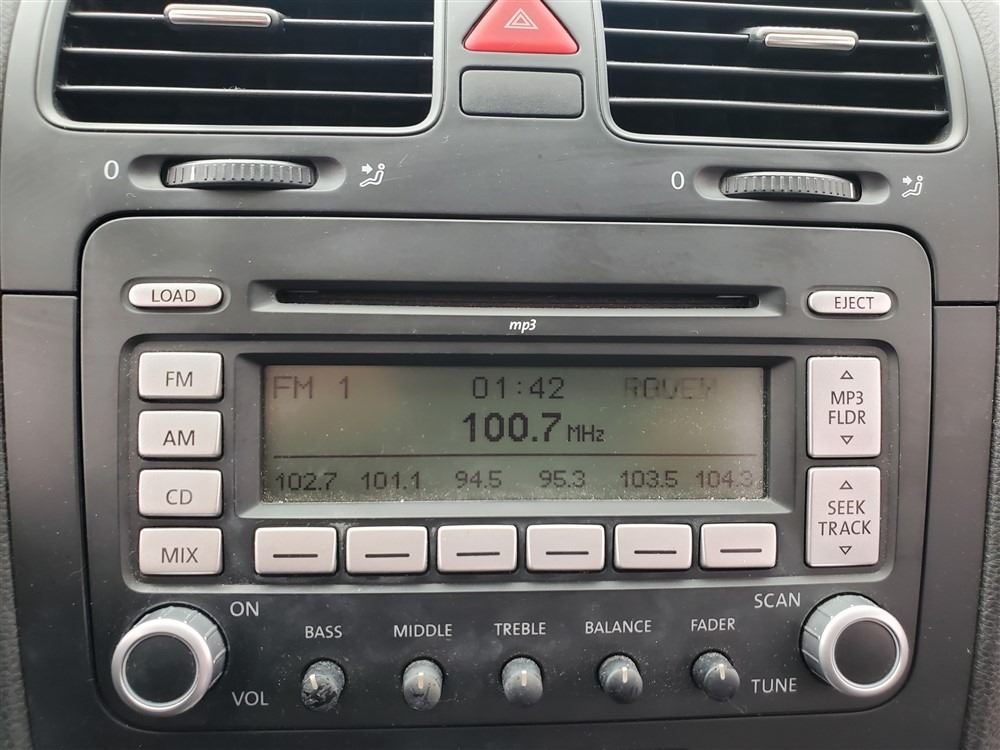 0
0
LOAD
EJECT
mp3
FM
AM
CD
MIX
FM 1 01:42
100.7 MHz
102.7 101.1 94.5 95.3 103.5 104.3
MP3
FLDR
SEEK
TRACK
ON
VOL
BASS MIDDLE TREBLE BALANCE FADER
SCAN
TUNE